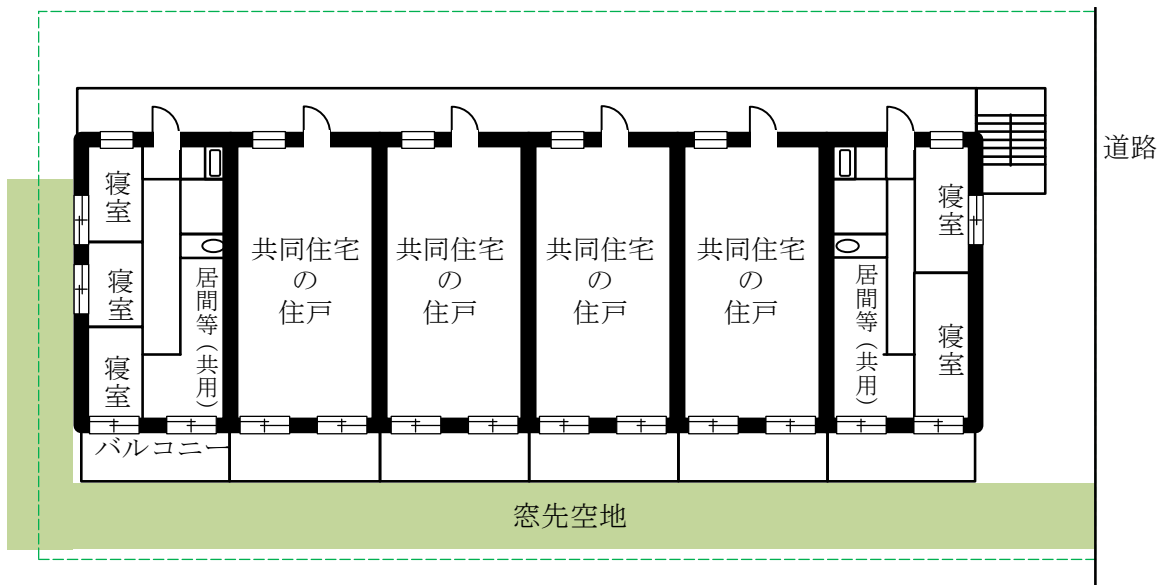 道路
寝室
寝室
寝室
居間等(共用)
共同住宅
の
住戸
共同住宅
の
住戸
共同住宅
の
住戸
共同住宅
の
住戸
居間等(共用)
寝室
寝室
バルコニー
窓先空地